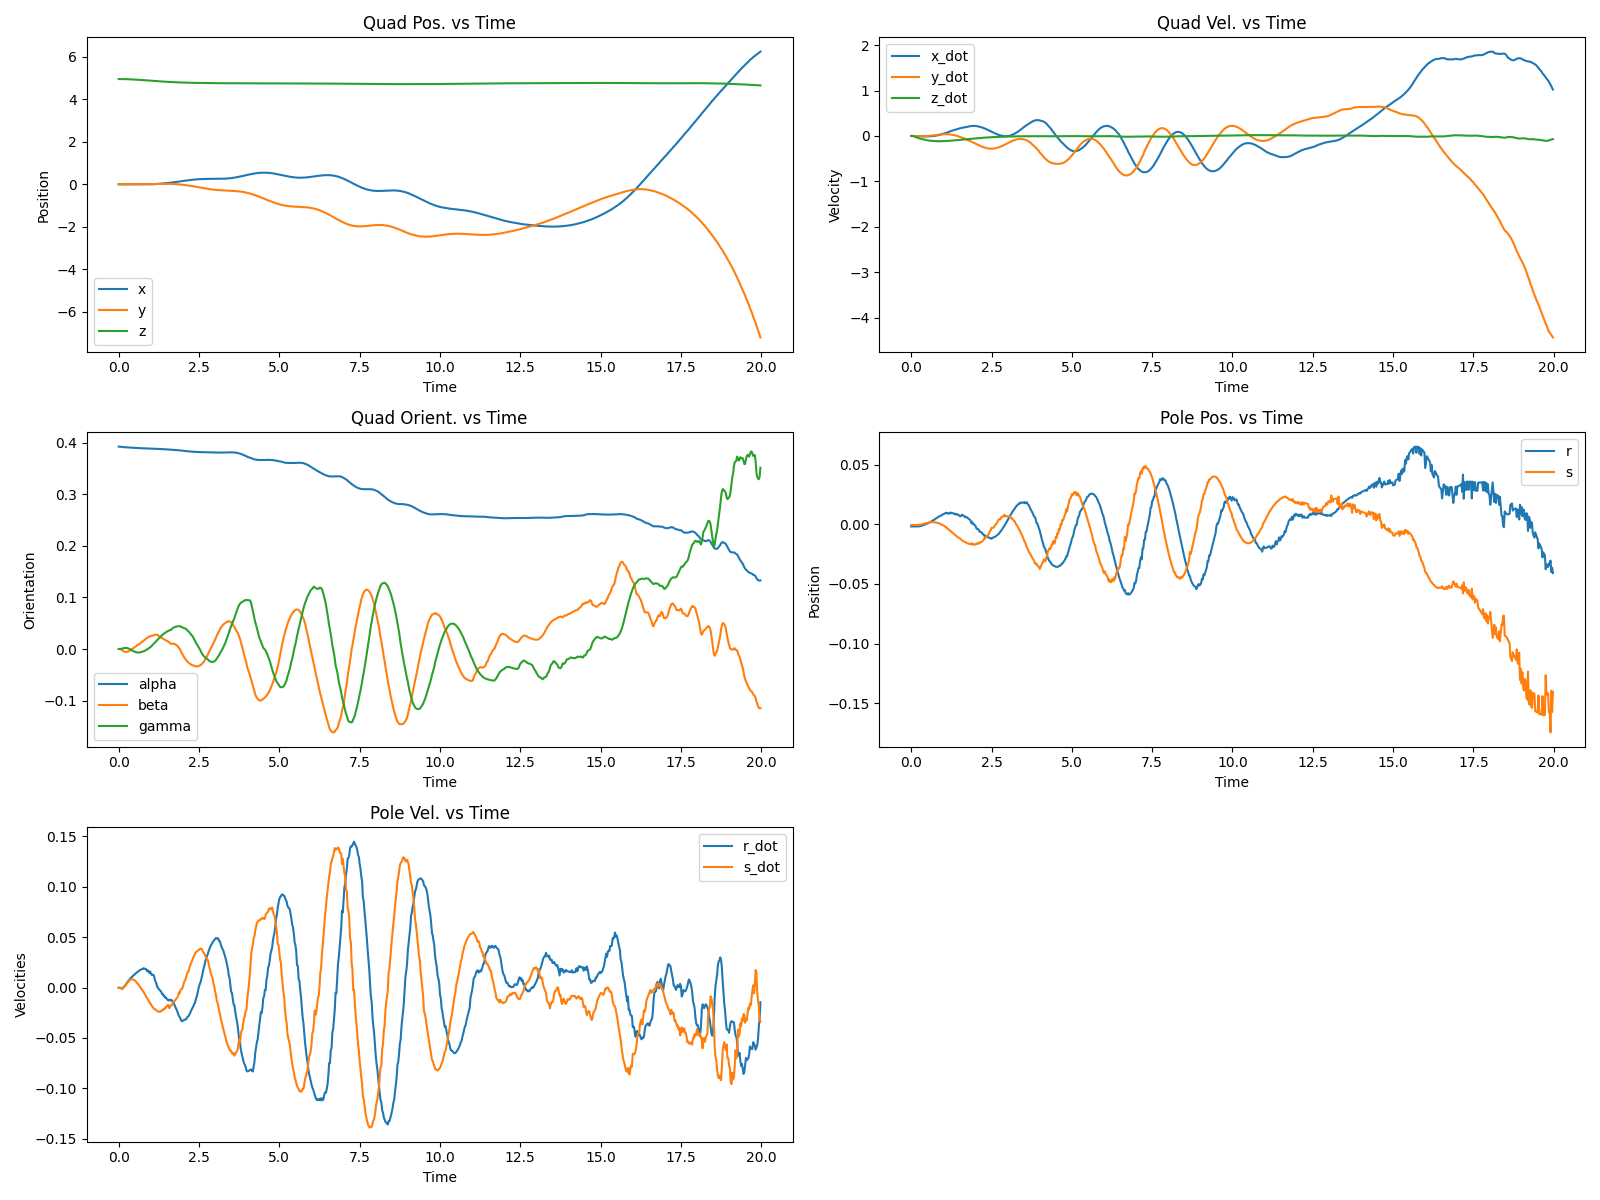 Quad Pos. vs Time
Position
6
4
2
0
−2
−4
−6
x
y
z
0.0 2.5 5.0 7.5 10.0 12.5 15.0 17.5 20.0
Time
Quad Vel. vs Time
Velocity
2
1
0
−1
−2
−3
−4
x_dot
y_dot
z_dot
0.0 2.5 5.0 7.5 10.0 12.5 15.0 17.5 20.0
Time
Quad Orient. vs Time
Orientation
0.4
0.3
0.2
0.1
0.0
−0.1
alpha
beta
gamma
0.0 2.5 5.0 7.5 10.0 12.5 15.0 17.5 20.0
Time
Pole Pos. vs Time
Position
0.05
0.00
−0.05
−0.10
−0.15
r
s
0.0 2.5 5.0 7.5 10.0 12.5 15.0 17.5 20.0
Time
Pole Vel. vs Time
Velocities
0.15
0.10
0.05
0.00
−0.05
−0.10
−0.15
r_dot
s_dot
0.0 2.5 5.0 7.5 10.0 12.5 15.0 17.5 20.0
Time